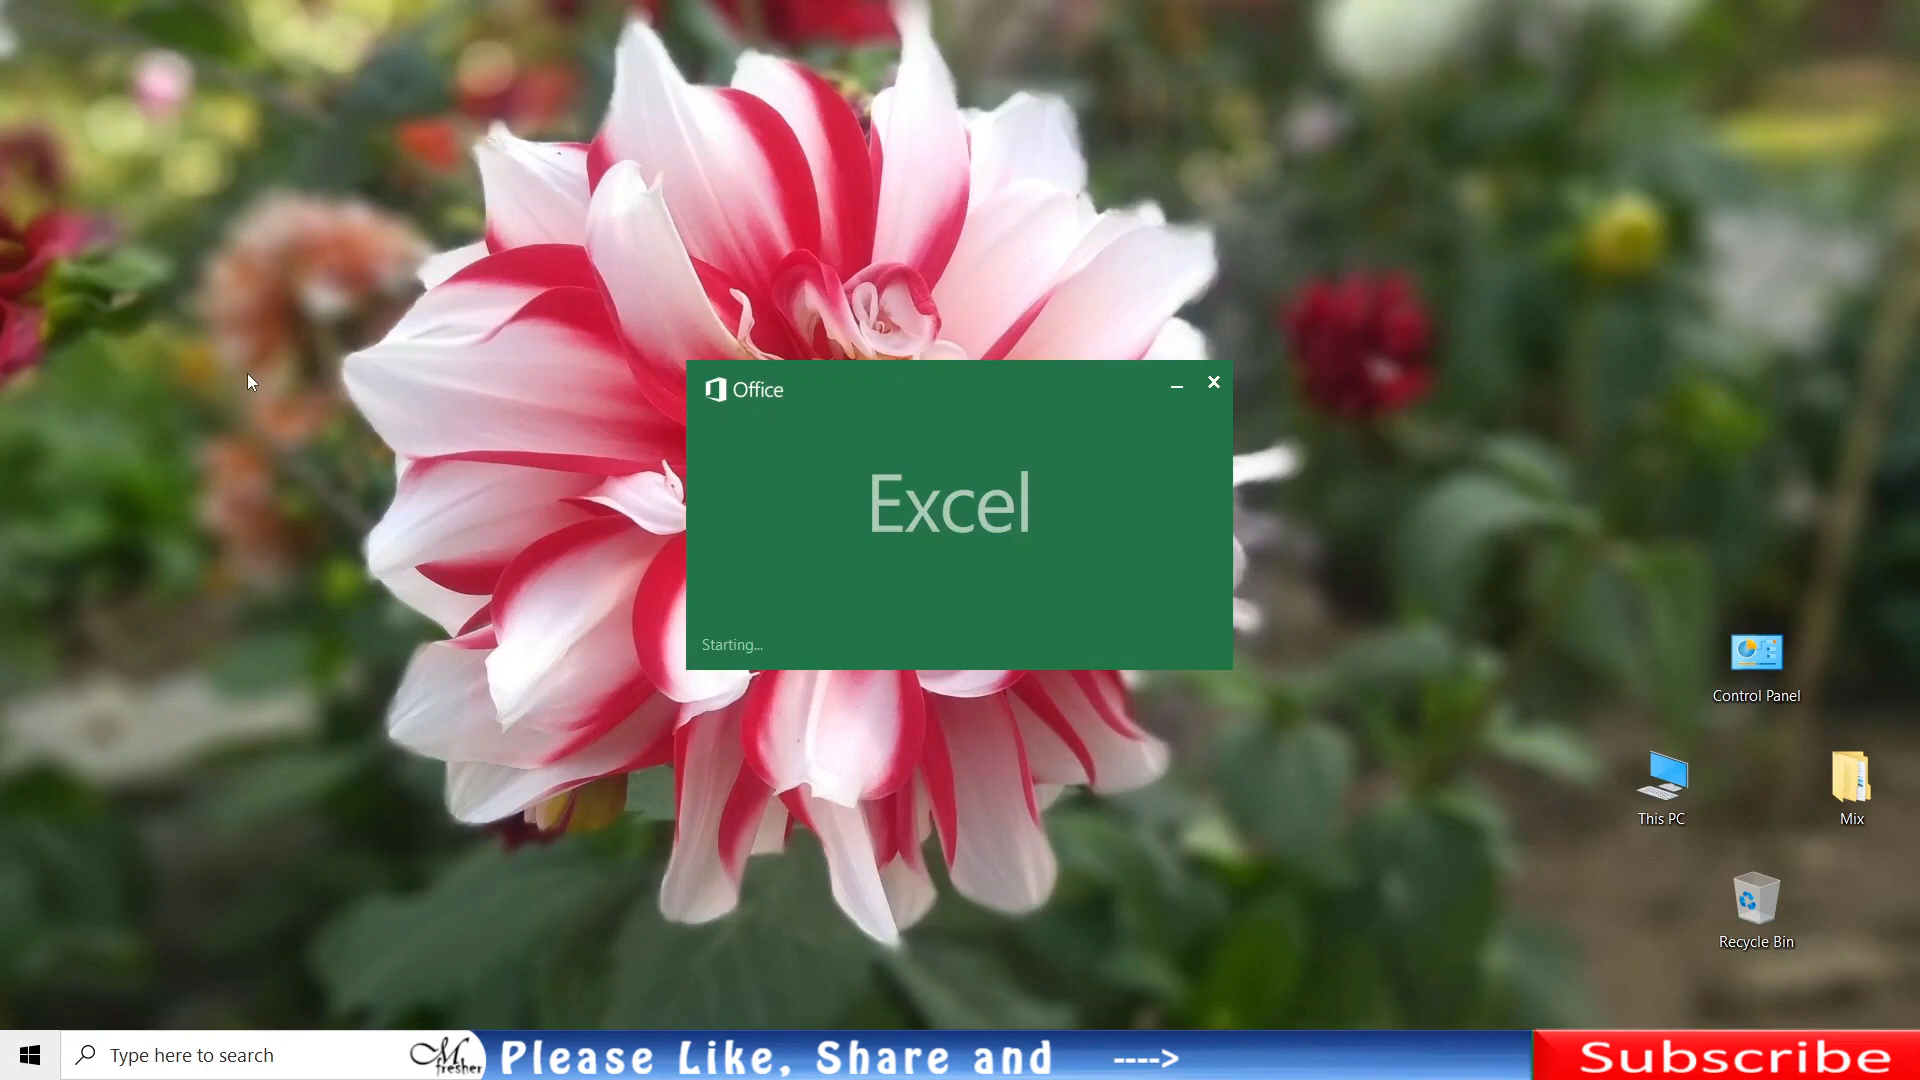 Office
Excel
Starting...
Control Panel
This PC
Mix
Recycle Bin
Type here to search
M fresher
Please Like, Share and ---->
Subscribe